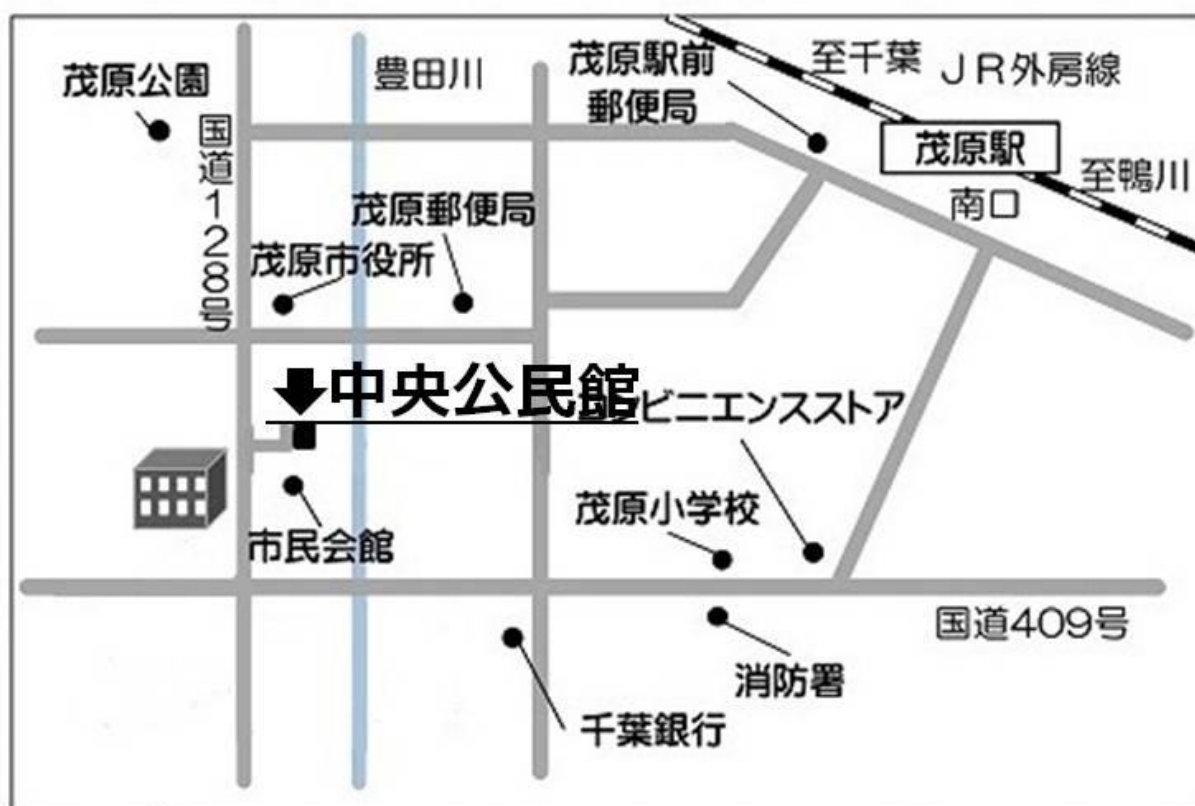 茂原公園
豊田川
茂原駅前
郵便局
至千葉
JR外房線
茂原駅
至鴨川
南口
国道128号
茂原郵便局
茂原市役所
⬇中央公民館
コンビニエンスストア
茂原小学校
市民会館
国道409号
消防署
千葉銀行